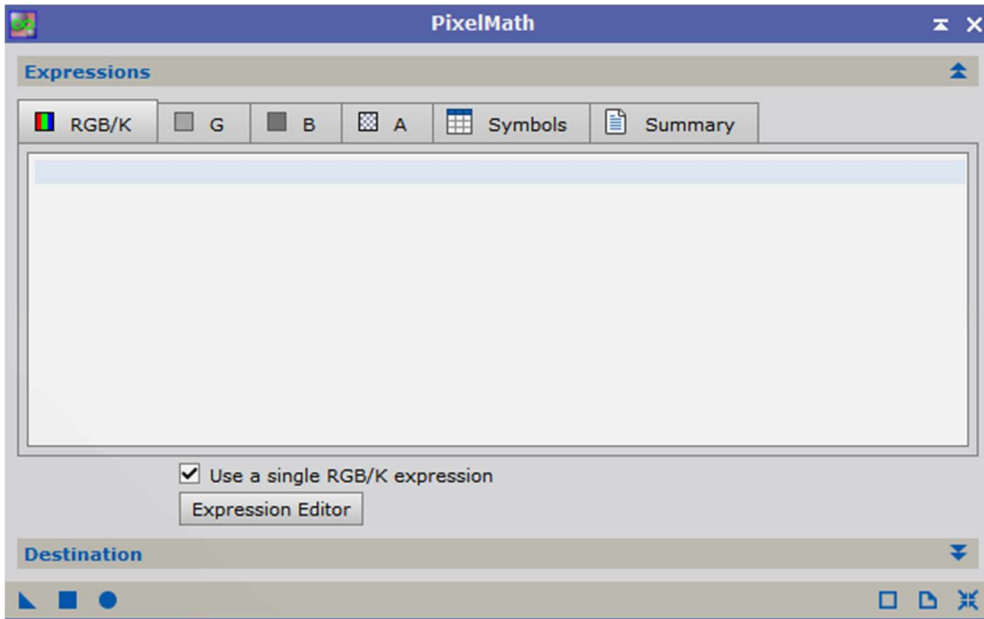 PixelMath
Expressions
RGB/K G B A Symbols Summary
Use a single RGB/K expression
Expression Editor
Destination